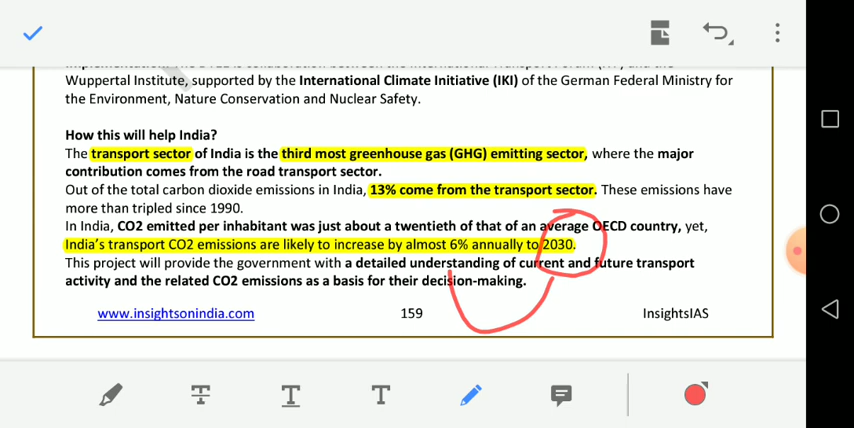 Wuppertal Institute, supported by the International Climate Initiative (IKI) of the German Federal Ministry for
the Environment, Nature Conservation and Nuclear Safety.
How this will help India?
The transport sector of India is the third most greenhouse gas (GHG) emitting sector, where the major
contribution comes from the road transport sector.
Out of the total carbon dioxide emissions in India, 13% come from the transport sector. These emissions have
more than tripled since 1990.
In India, CO2 emitted per inhabitant was just about a twentieth of that of an average OECD country, yet,
India's transport CO2 emissions are likely to increase by almost 6% annually to 2030.
This project will provide the government with a detailed understanding of current and future transport
activity and the related CO2 emissions as a basis for their decision-making.
www.insightsonindia.com 159 InsightsIAS
T T T